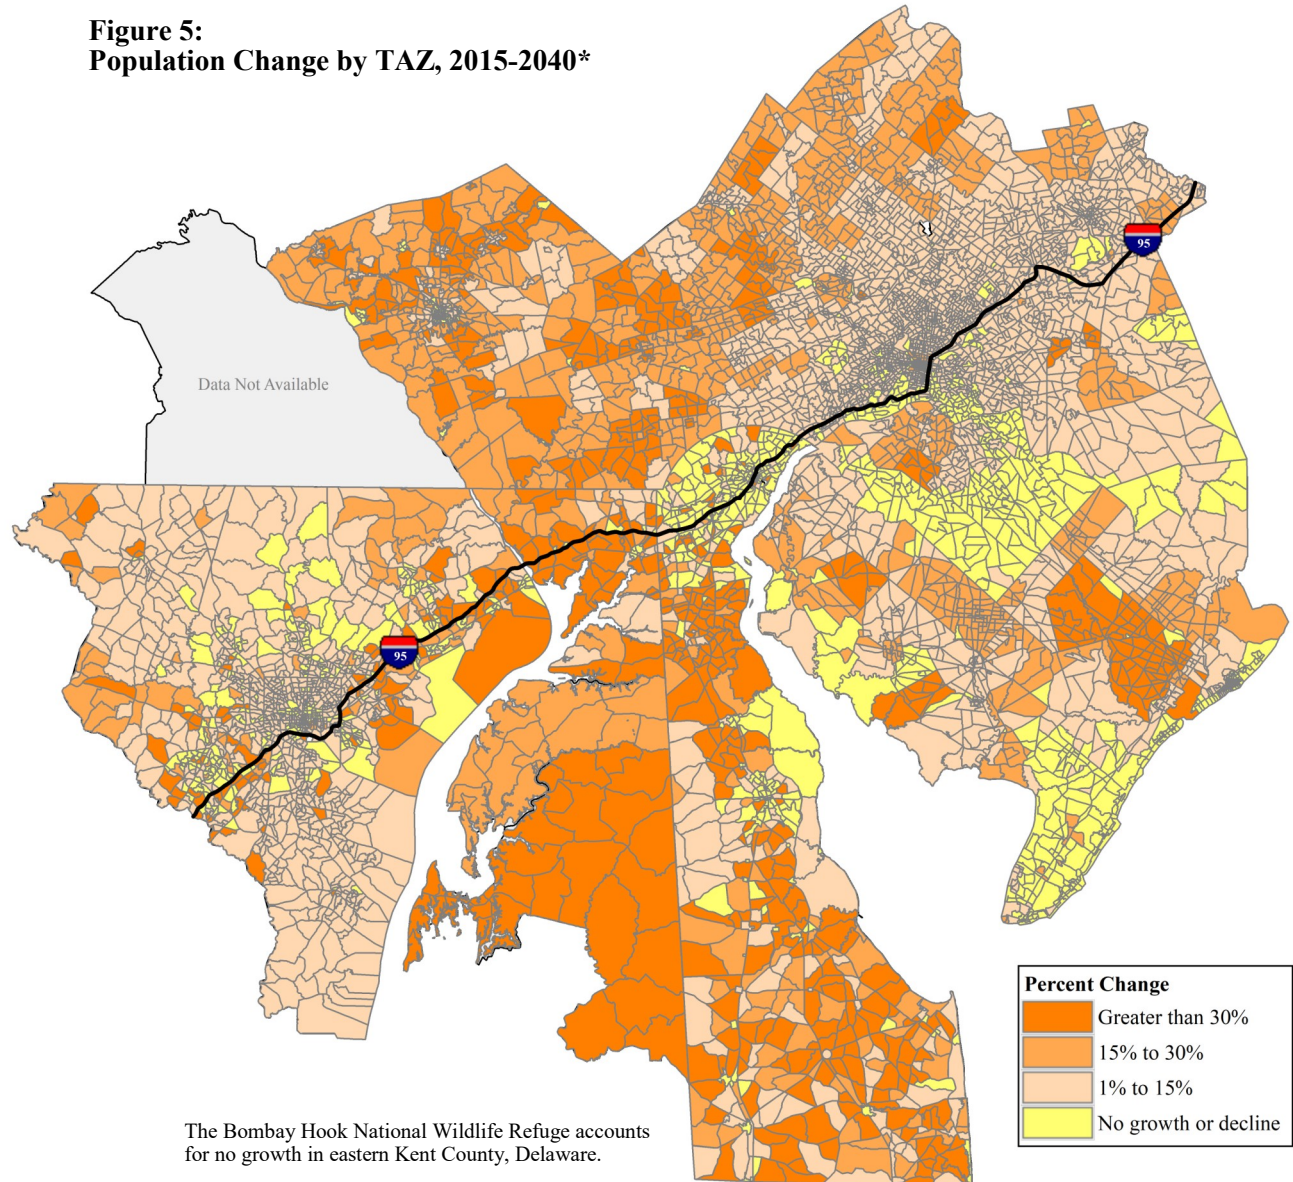 Figure 5:
Population Change by TAZ, 2015-2040*
95
Data Not Available
95
Percent Change
Greater than 30%
15% to 30%
1% to 15%
No growth or decline
The Bombay Hook National Wildlife Refuge accounts
for no growth in eastern Kent County, Delaware.